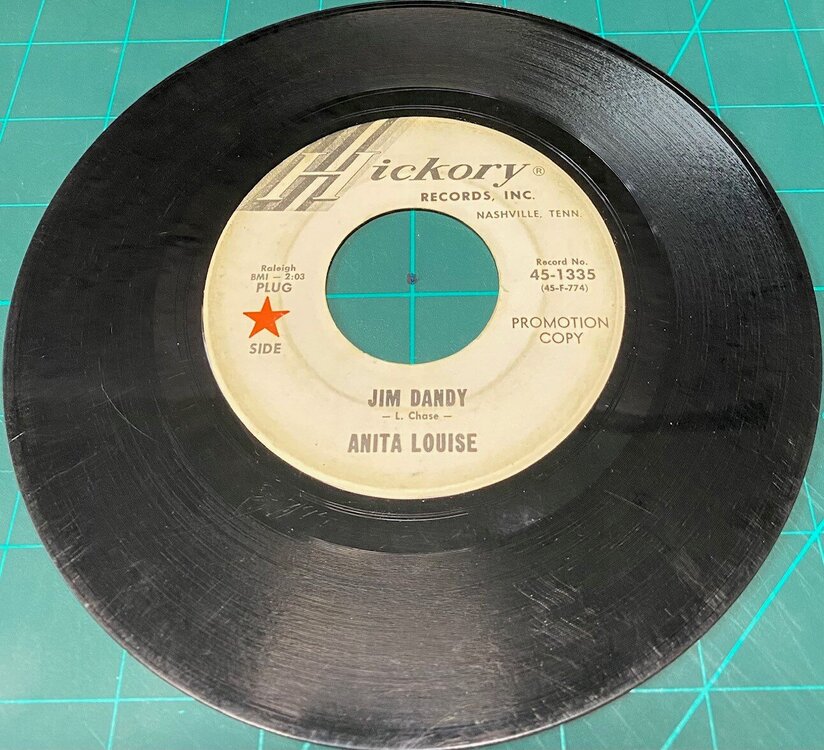 Hickory®
RECORDS, INC.
NASHVILLE, TENN.
Raleigh
BMI — 2:03
PLUG
SIDE
Record No.
45-1335
(45-F-774)
PROMOTION
COPY
JIM DANDY
— L. Chase —
ANITA LOUISE